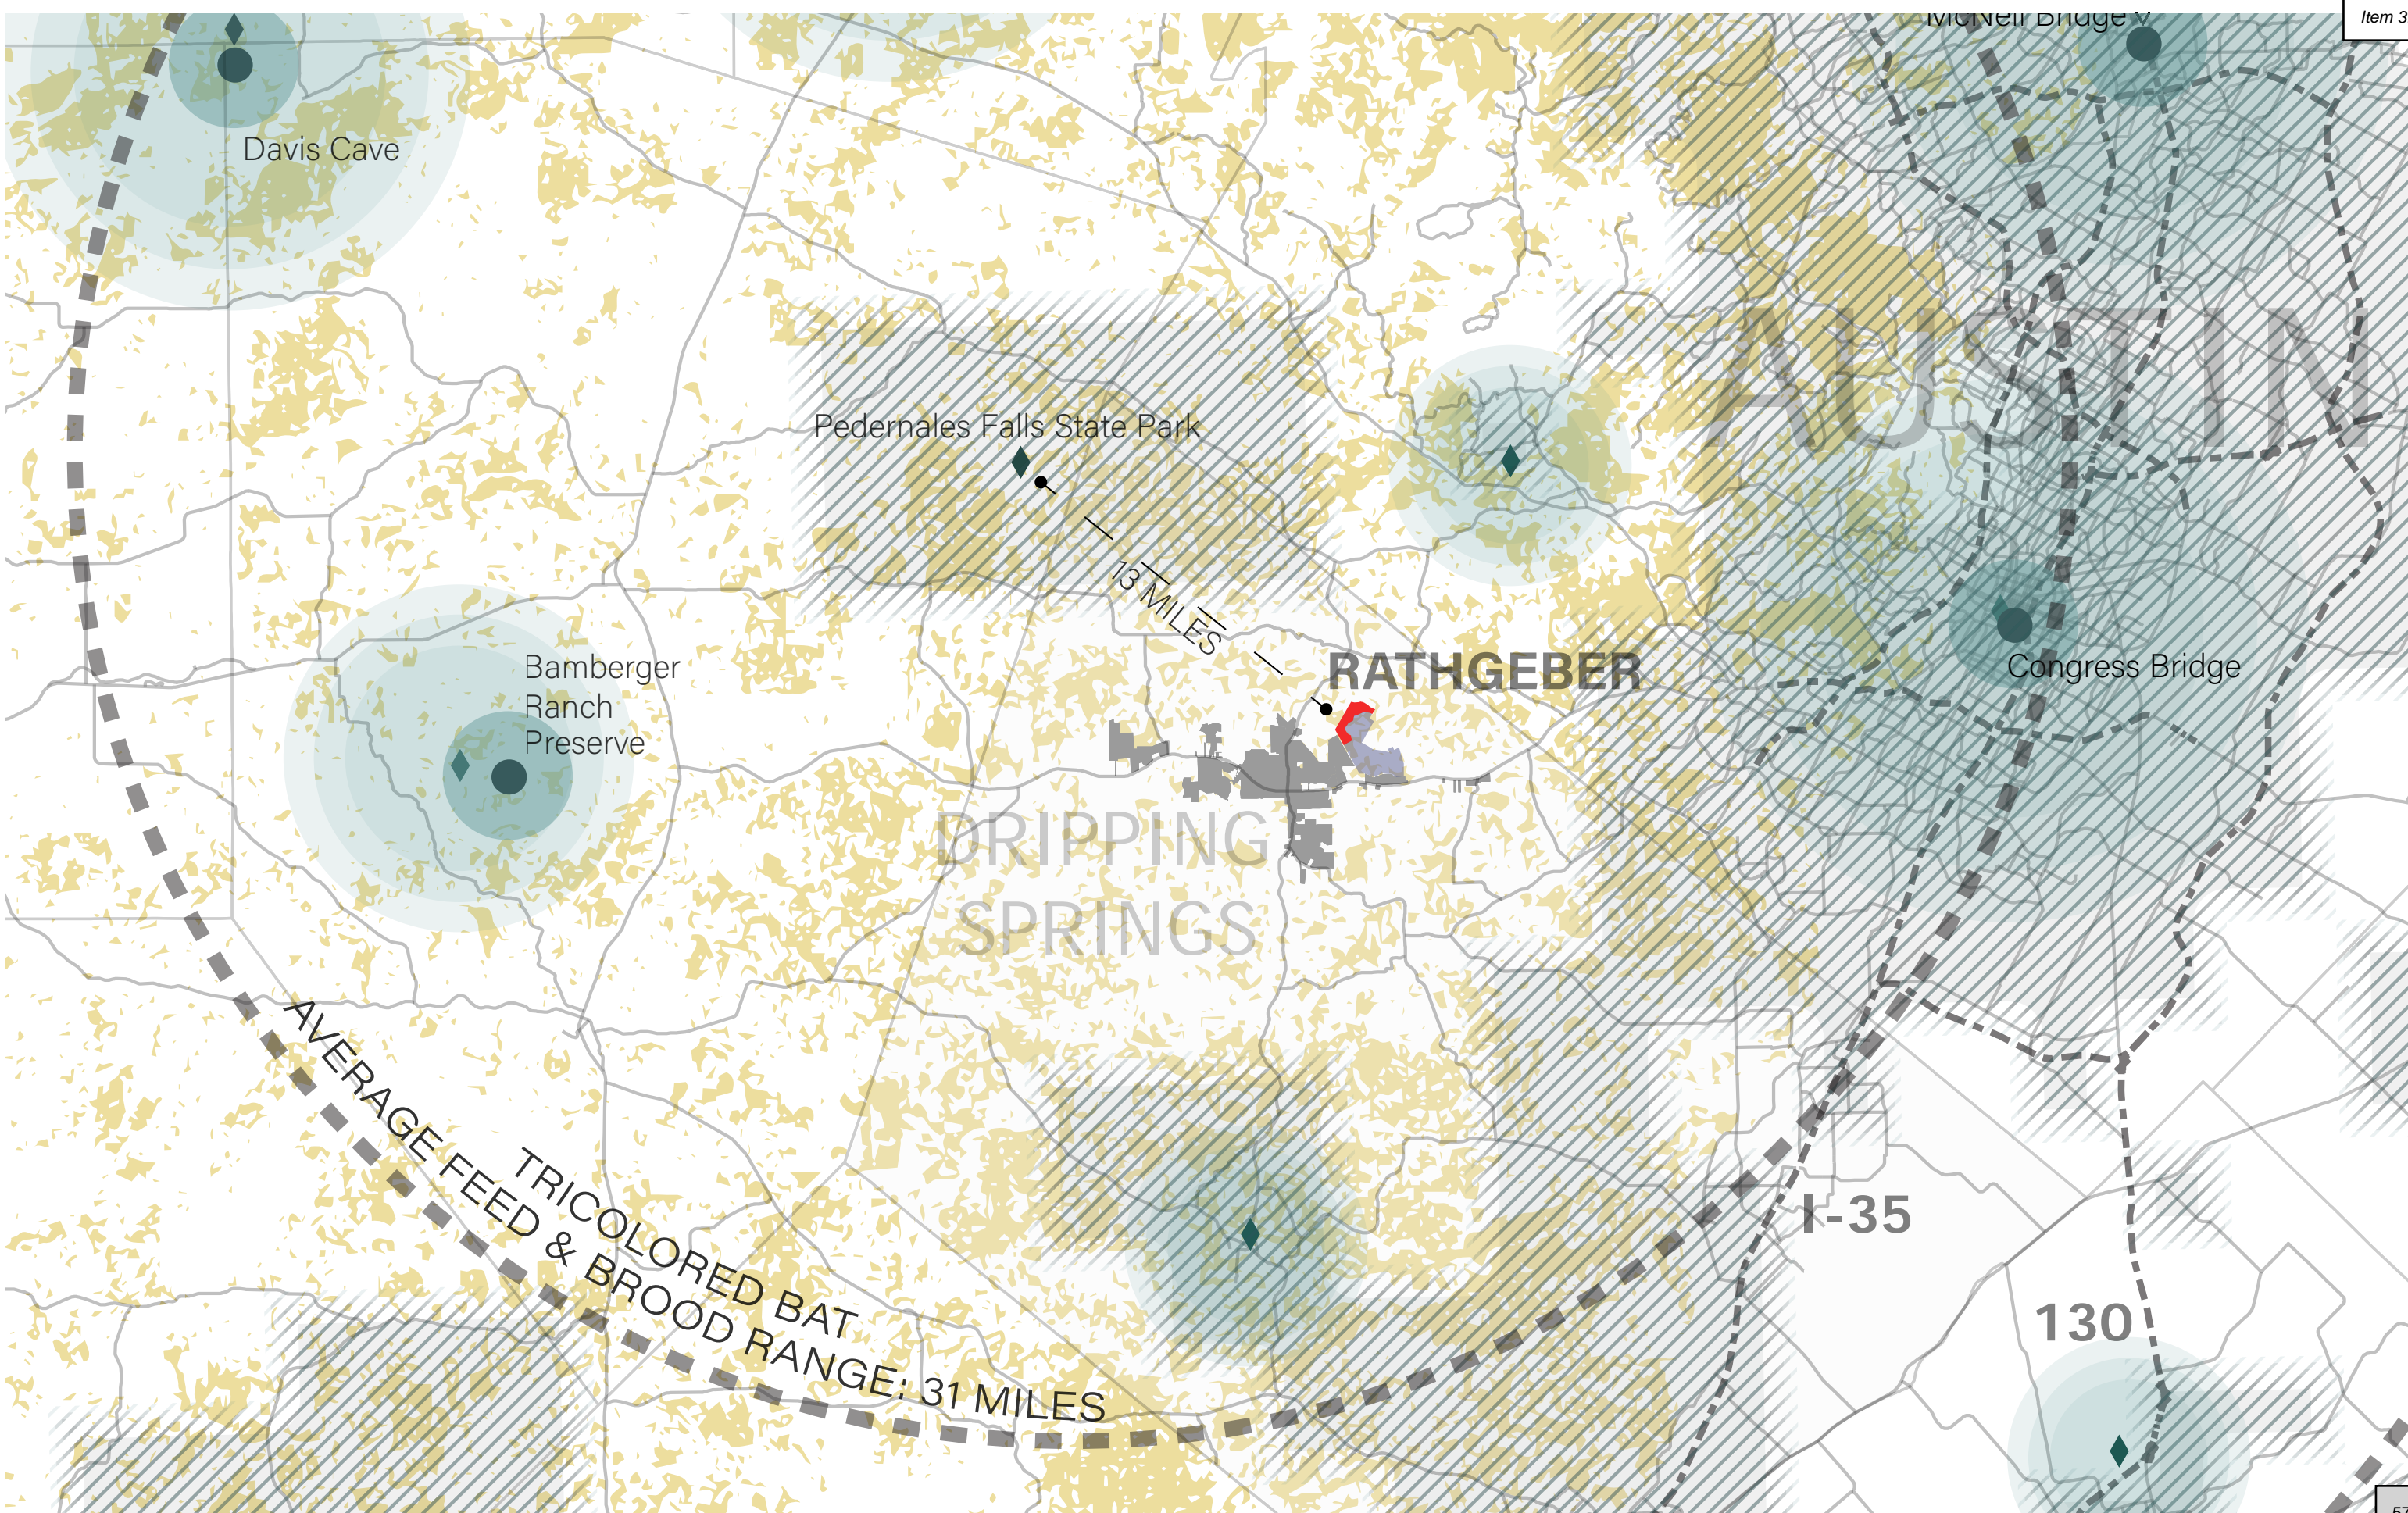 McNeil Bridge
Item 3
Davis Cave
AUSTIN
Pedernales Falls State Park
13 MILES
RATHGEBER
Congress Bridge
Bamberger
Ranch
Preserve
DRIPPING
SPRINGS
TRICOLORED BAT
AVERAGE FEED & BROOD RANGE: 31 MILES
I-35
130
57